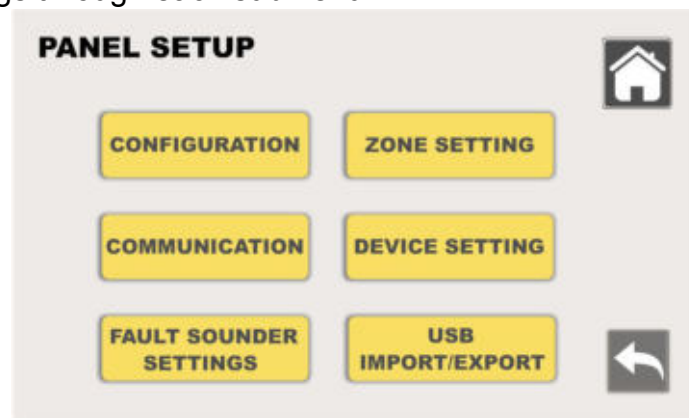 PANEL SETUP
CONFIGURATION
ZONE SETTING
COMMUNICATION
DEVICE SETTING
FAULT SOUNDER
SETTINGS
USB
IMPORT/EXPORT